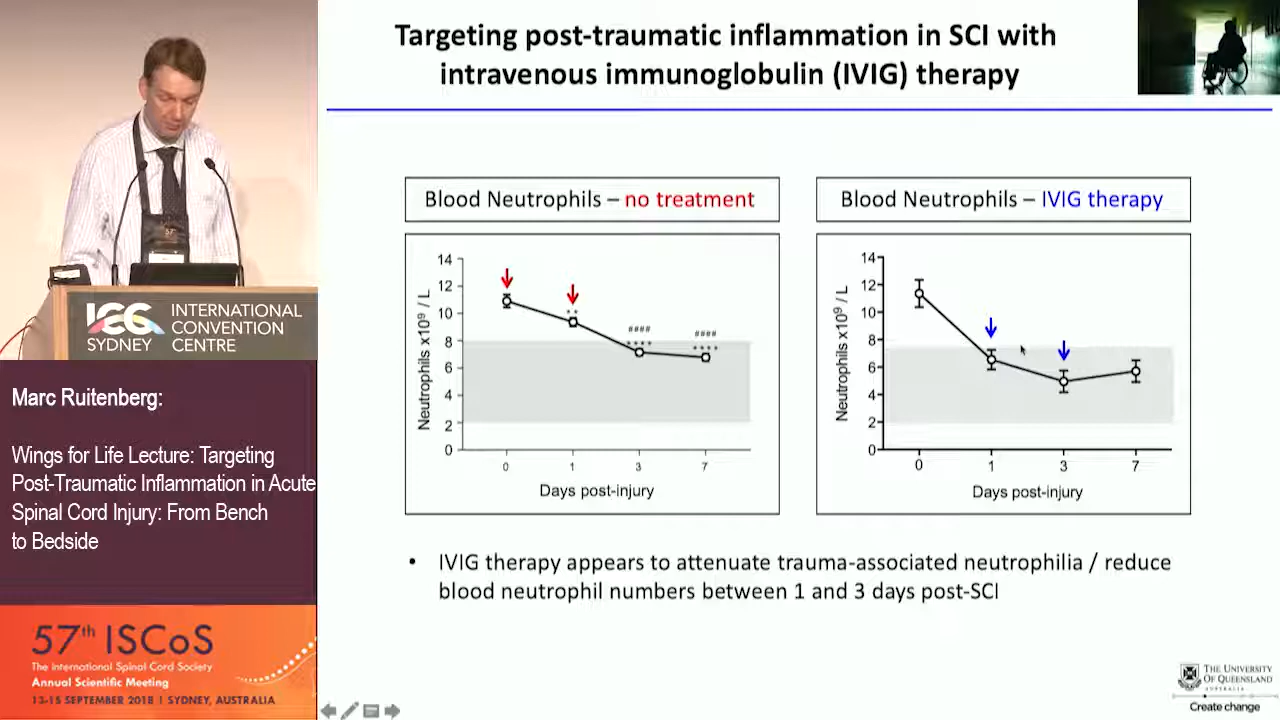 Targeting post-traumatic inflammation in SCI with
intravenous immunoglobulin (IVIG) therapy
Blood Neutrophils – no treatment
14
12
10
8
6
4
2
0
Neutrophils x10⁹ / L
* *
####
* * * *
####
* * * *
0 1 3 7
Days post-injury
Blood Neutrophils – IVIG therapy
14
12
10
8
6
4
2
0
Neutrophils x10⁹ / L
0 1 3 7
Days post-injury
• IVIG therapy appears to attenuate trauma-associated neutrophilia / reduce
blood neutrophil numbers between 1 and 3 days post-SCI
THE UNIVERSITY
OF QUEENSLAND
AUSTRALIA
Create change
57
ICC
SYDNEY
INTERNATIONAL
CONVENTION
CENTRE
Marc Ruitenberg:
Wings for Life Lecture: Targeting
Post-Traumatic Inflammation in Acute
Spinal Cord Injury: From Bench
to Bedside
57th ISCoS
The International Spinal Cord Society
Annual Scientific Meeting
13-15 SEPTEMBER 2018 | SYDNEY, AUSTRALIA